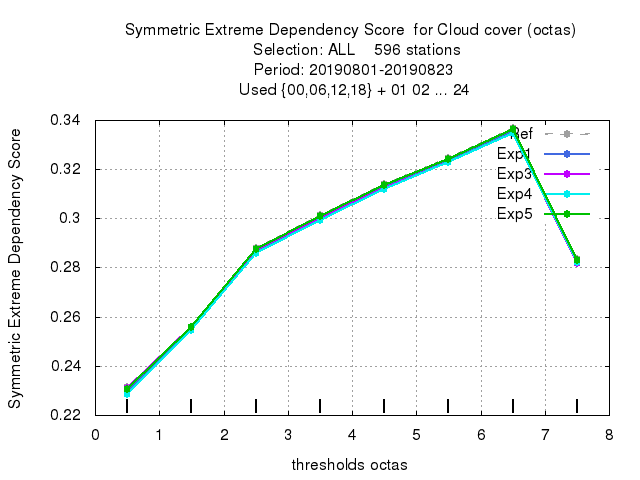 Symmetric Extreme Dependency Score for Cloud cover (octas)
Selection: ALL 596 stations
Period: 20190801-20190823
Used {00,06,12,18} + 01 02 ... 24
Symmetric Extreme Dependency Score
0.34
0.32
0.3
0.28
0.26
0.24
0.22
Ref
Exp1
Exp3
Exp4
Exp5
0 1 2 3 4 5 6 7 8
thresholds octas